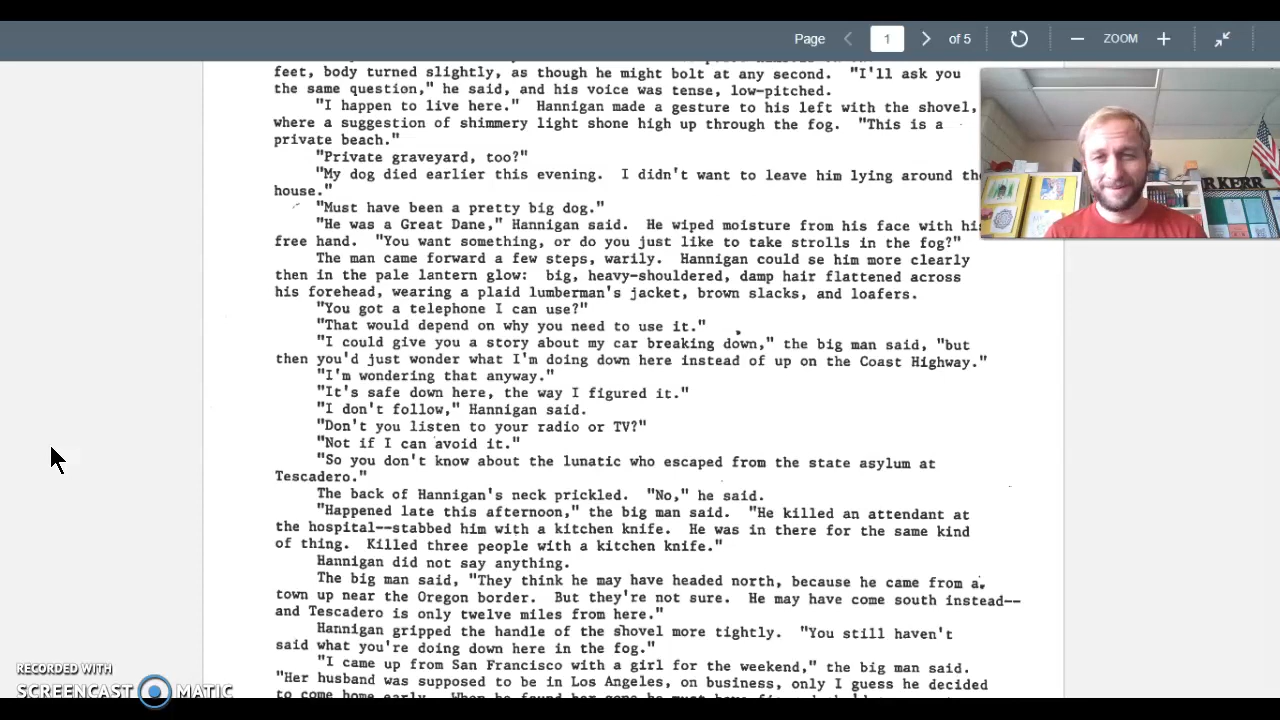 Page 1 of 5 ZOOM
feet, body turned slightly, as though he might bolt at any second. "I'll ask you
the same question," he said, and his voice was tense, low-pitched.
"I happen to live here." Hannigan made a gesture to his left with the shovel,
where a suggestion of shimmery light shone high up through the fog. "This is a
private beach."
"Private graveyard, too?"
"My dog died earlier this evening. I didn't want to leave him lying around the
house."
"Must have been a pretty big dog."
"He was a Great Dane," Hannigan said. He wiped moisture from his face with his
free hand. "You want something, or do you just like to take strolls in the fog?"
The man came forward a few steps, warily. Hannigan could se him more clearly
then in the pale lantern glow: big, heavy-shouldered, damp hair flattened across
his forehead, wearing a plaid lumberman's jacket, brown slacks, and loafers.
"You got a telephone I can use?"
"That would depend on why you need to use it."
"I could give you a story about my car breaking down," the big man said, "but
then you'd just wonder what I'm doing down here instead of up on the Coast Highway."
"I'm wondering that anyway."
"It's safe down here, the way I figured it."
"I don't follow," Hannigan said.
"Don't you listen to your radio or TV?"
"Not if I can avoid it."
"So you don't know about the lunatic who escaped from the state asylum at
Tescadero."
The back of Hannigan's neck prickled. "No," he said.
"Happened late this afternoon," the big man said. "He killed an attendant at
the hospital--stabbed him with a kitchen knife. He was in there for the same kind
of thing. Killed three people with a kitchen knife."
Hannigan did not say anything.
The big man said, "They think he may have headed north, because he came from a
town up near the Oregon border. But they're not sure. He may have come south instead--
and Tescadero is only twelve miles from here."
Hannigan gripped the handle of the shovel more tightly. "You still haven't
said what you're doing down here in the fog."
"I came up from San Francisco with a girl for the weekend," the big man said.
"Her husband was supposed to be in Los Angeles, on business, only I guess he decided
to come home early. When he found her gone he must have
RKERR
RECORDED WITH
SCREENCAST MATIC